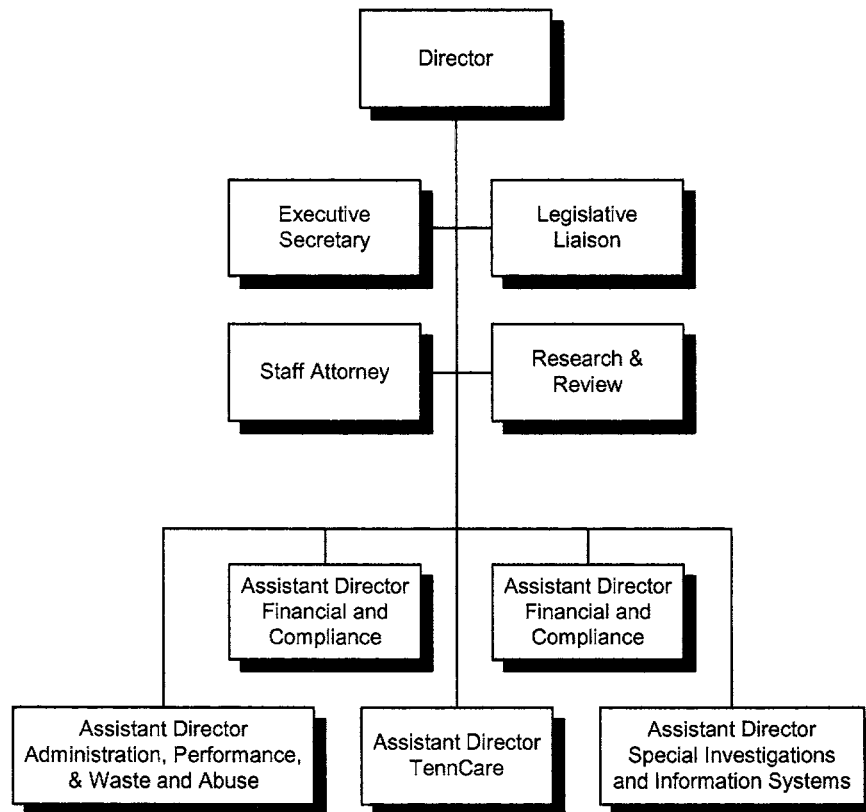 Director
Executive
Secretary
Legislative
Liaison
Staff Attorney
Research &
Review
Assistant Director
Financial and
Compliance
Assistant Director
Financial and
Compliance
Assistant Director
Administration, Performance,
& Waste and Abuse
Assistant Director
TennCare
Assistant Director
Special Investigations
and Information Systems